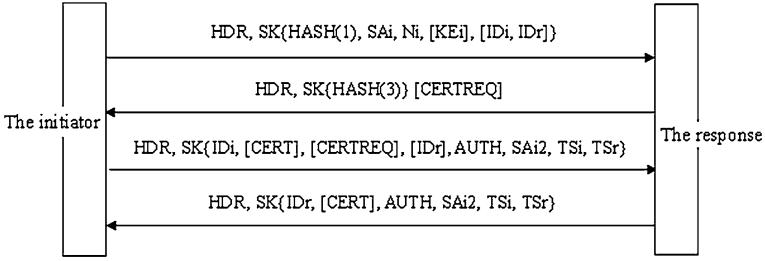 HDR, SK{HASH(1), SAi, Ni, [KEi], [IDi, IDr]}
HDR, SK{HASH(3)} [CERTREQ]
The initiator
The response
HDR, SK{IDi, [CERT], [CERTREQ], [IDr], AUTH, SAi2, TSi, TSr}
HDR, SK{IDr, [CERT], AUTH, SAi2, TSi, TSr}